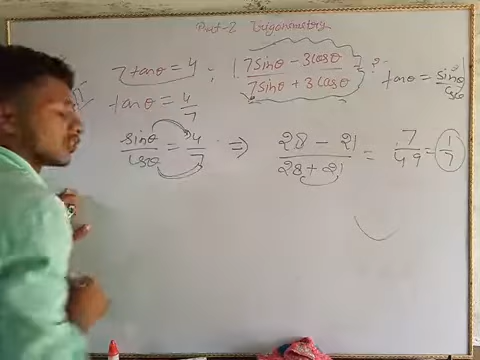 Part-2 Trigonometry
7 tanθ = 4 ; | (7sinθ - 3cosθ)/(7sinθ + 3cosθ) | ? tanθ = sinθ/cosθ
tanθ = 4/7
sinθ/cosθ = 4/7 ⇒ (28 - 21)/(28 + 21) = 7/49 = 1/7